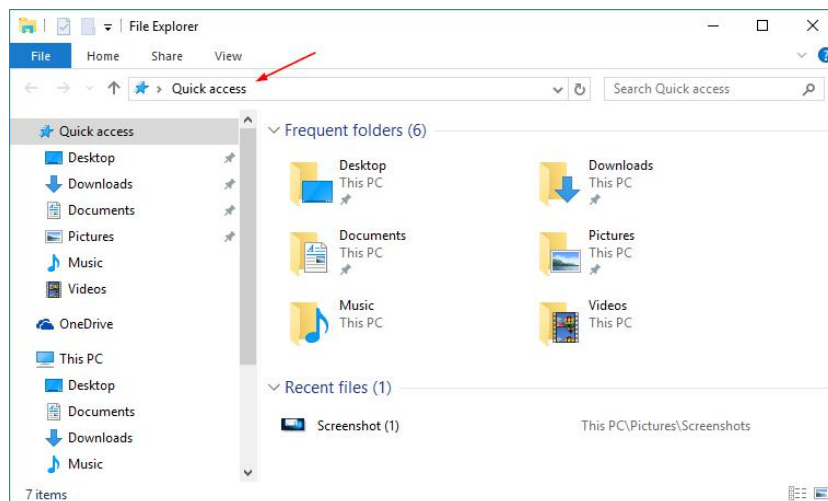 File Explorer
File Home Share View
Quick access
Search Quick access
Quick access
Desktop
Downloads
Documents
Pictures
Music
Videos
OneDrive
This PC
Desktop
Documents
Downloads
Music
Frequent folders (6)
Desktop
This PC
Downloads
This PC
Documents
This PC
Pictures
This PC
Music
This PC
Videos
This PC
Recent files (1)
Screenshot (1) This PC\Pictures\Screenshots
7 items